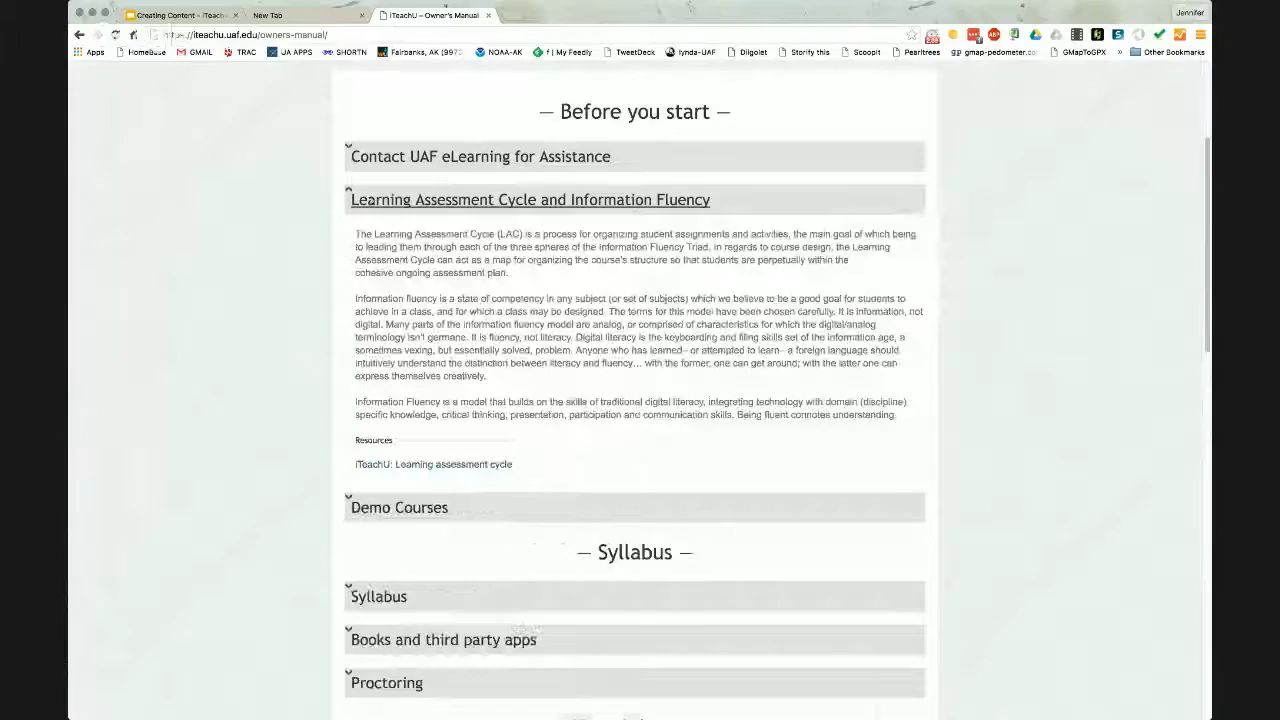 Creating Content - iTeach
New Tab
iTeachU – Owner's Manual
Jennifer
https://iteachu.uaf.edu/owners-manual/
Apps
HomeBase
GMAIL
TRAC
UA APPS
SHORTN
Fairbanks, AK (997
NOAA-AK
f | My Feedly
TweetDeck
lynda-UAF
Diigolet
Storify this
Scoopit
Pearltrees
gmap-pedometer.co
GMapToGPX
»
Other Bookmarks
— Before you start —
Contact UAF eLearning for Assistance
Learning Assessment Cycle and Information Fluency
The Learning Assessment Cycle (LAC) is a process for organizing student assignments and activities, the main goal of which being
to leading them through each of the three spheres of the Information Fluency Triad. In regards to course design, the Learning
Assessment Cycle can act as a map for organizing the course's structure so that students are perpetually within the
cohesive ongoing assessment plan.
Information fluency is a state of competency in any subject (or set of subjects) which we believe to be a good goal for students to
achieve in a class, and for which a class may be designed. The terms for this model have been chosen carefully. It is information, not
digital. Many parts of the information fluency model are analog, or comprised of characteristics for which the digital/analog
terminology isn't germane. It is fluency, not literacy. Digital literacy is the keyboarding and filing skills set of the information age, a
sometimes vexing, but essentially solved, problem. Anyone who has learned– or attempted to learn– a foreign language should
intuitively understand the distinction between literacy and fluency… with the former, one can get around; with the latter one can
express themselves creatively.
Information Fluency is a model that builds on the skills of traditional digital literacy, integrating technology with domain (discipline)
specific knowledge, critical thinking, presentation, participation and communication skills. Being fluent connotes understanding.
Resources
iTeachU: Learning assessment cycle
Demo Courses
— Syllabus —
Syllabus
Books and third party apps
Proctoring